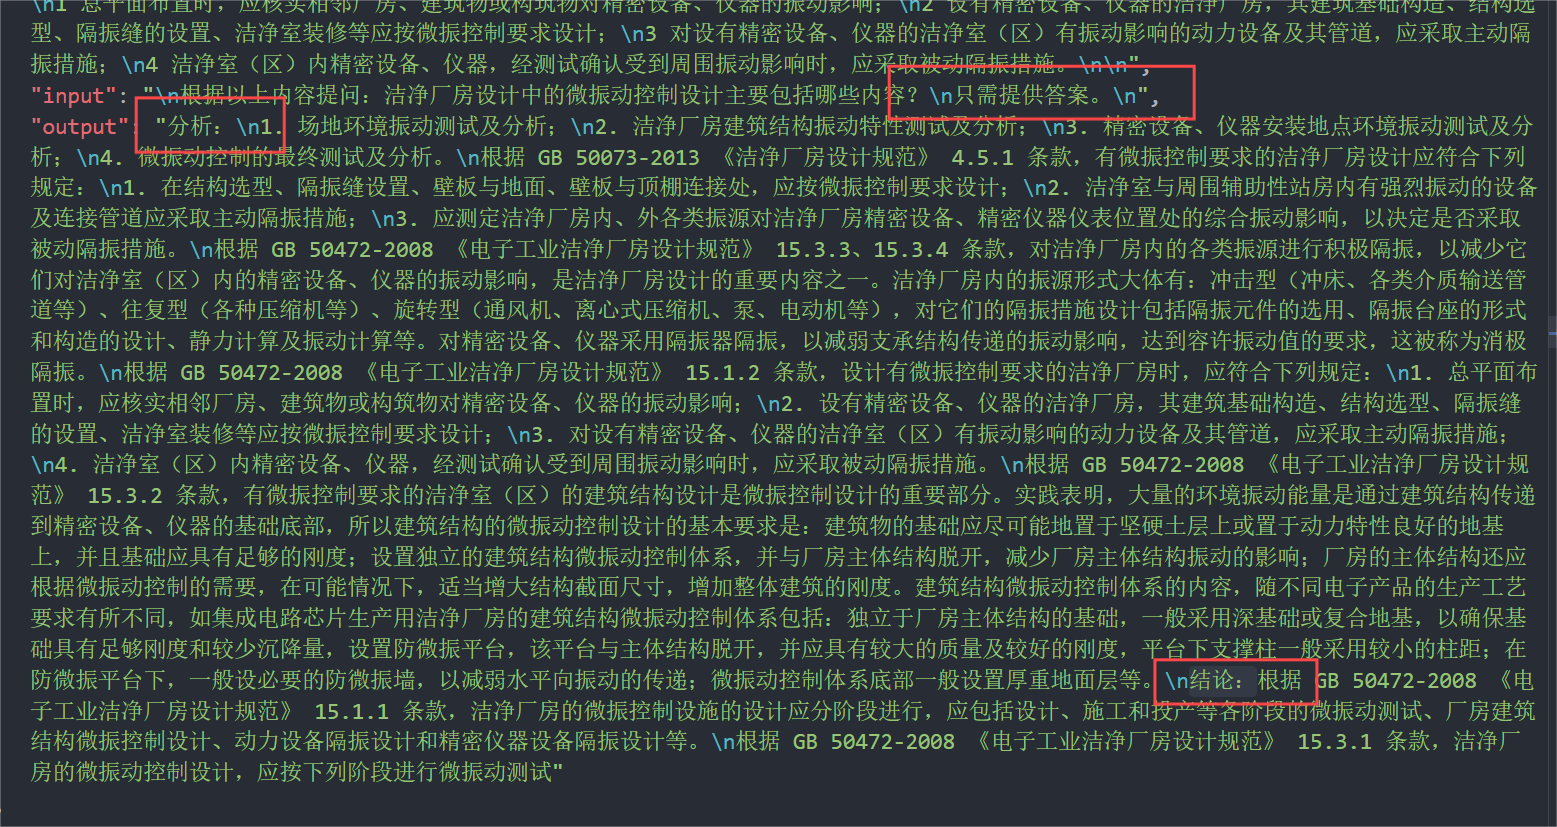 \n1 总平面布置时，应核实相邻厂房、建筑物或构筑物对精密设备、仪器的振动影响；\n2 设有精密设备、仪器的洁净厂房，其建筑基础构造、结构选
型、隔振缝的设置、洁净室装修等应按微振控制要求设计；\n3 对设有精密设备、仪器的洁净室（区）有振动影响的动力设备及其管道，应采取主动隔
振措施；\n4 洁净室（区）内精密设备、仪器，经测试确认受到周围振动影响时，应采取被动隔振措施。\n\n",
"input": "\n根据以上内容提问：洁净厂房设计中的微振动控制设计主要包括哪些内容？\n只需提供答案。\n",
"output": "分析：\n1. 场地环境振动测试及分析；\n2. 洁净厂房建筑结构振动特性测试及分析；\n3. 精密设备、仪器安装地点环境振动测试及分
析；\n4. 微振动控制的最终测试及分析。\n根据 GB 50073-2013 《洁净厂房设计规范》 4.5.1 条款，有微振控制要求的洁净厂房设计应符合下列
规定：\n1. 在结构选型、隔振缝设置、壁板与地面、壁板与顶棚连接处，应按微振控制要求设计；\n2. 洁净室与周围辅助性站房内有强烈振动的设备
及连接管道应采取主动隔振措施；\n3. 应测定洁净厂房内、外各类振源对洁净厂房精密设备、精密仪器仪表位置处的综合振动影响，以决定是否采取
被动隔振措施。\n根据 GB 50472-2008 《电子工业洁净厂房设计规范》 15.3.3、15.3.4 条款，对洁净厂房内的各类振源进行积极隔振，以减少它
们对洁净室（区）内的精密设备、仪器的振动影响，是洁净厂房设计的重要内容之一。洁净厂房内的振源形式大体有：冲击型（冲床、各类介质输送管
道等）、往复型（各种压缩机等）、旋转型（通风机、离心式压缩机、泵、电动机等），对它们的隔振措施设计包括隔振元件的选用、隔振台座的形式
和构造的设计、静力计算及振动计算等。对精密设备、仪器采用隔振器隔振，以减弱支承结构传递的振动影响，达到容许振动值的要求，这被称为消极
隔振。\n根据 GB 50472-2008 《电子工业洁净厂房设计规范》 15.1.2 条款，设计有微振控制要求的洁净厂房时，应符合下列规定：\n1. 总平面布
置时，应核实相邻厂房、建筑物或构筑物对精密设备、仪器的振动影响；\n2. 设有精密设备、仪器的洁净厂房，其建筑基础构造、结构选型、隔振缝
的设置、洁净室装修等应按微振控制要求设计；\n3. 对设有精密设备、仪器的洁净室（区）有振动影响的动力设备及其管道，应采取主动隔振措施；
\n4. 洁净室（区）内精密设备、仪器，经测试确认受到周围振动影响时，应采取被动隔振措施。\n根据 GB 50472-2008 《电子工业洁净厂房设计规
范》 15.3.2 条款，有微振控制要求的洁净室（区）的建筑结构设计是微振控制设计的重要部分。实践表明，大量的环境振动能量是通过建筑结构传递
到精密设备、仪器的基础底部，所以建筑结构的微振动控制设计的基本要求是：建筑物的基础应尽可能地置于坚硬土层上或置于动力特性良好的地基
上，并且基础应具有足够的刚度；设置独立的建筑结构微振动控制体系，并与厂房主体结构脱开，减少厂房主体结构振动的影响；厂房的主体结构还应
根据微振动控制的需要，在可能情况下，适当增大结构截面尺寸，增加整体建筑的刚度。建筑结构微振动控制体系的内容，随不同电子产品的生产工艺
要求有所不同，如集成电路芯片生产用洁净厂房的建筑结构微振动控制体系包括：独立于厂房主体结构的基础，一般采用深基础或复合地基，以确保基
础具有足够刚度和较少沉降量，设置防微振平台，该平台与主体结构脱开，并应具有较大的质量及较好的刚度，平台下支撑柱一般采用较小的柱距；在
防微振平台下，一般设必要的防微振墙，以减弱水平向振动的传递；微振动控制体系底部一般设置厚重地面层等。\n结论：根据 GB 50472-2008 《电
子工业洁净厂房设计规范》 15.1.1 条款，洁净厂房的微振控制设施的设计应分阶段进行，应包括设计、施工和投产等各阶段的微振动测试、厂房建筑
结构微振控制设计、动力设备隔振设计和精密仪器设备隔振设计等。\n根据 GB 50472-2008 《电子工业洁净厂房设计规范》 15.3.1 条款，洁净厂
房的微振动控制设计，应按下列阶段进行微振动测试"